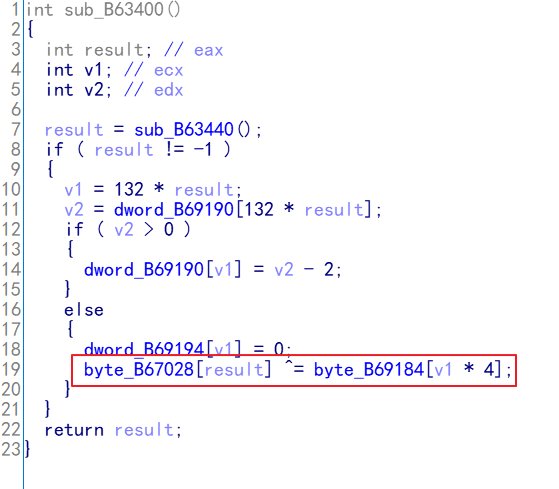 1 int sub_B63400()
2 {
3 int result; // eax
4 int v1; // ecx
5 int v2; // edx
6
7 result = sub_B63440();
8 if ( result != -1 )
9 {
10 v1 = 132 * result;
11 v2 = dword_B69190[132 * result];
12 if ( v2 > 0 )
13 {
14 dword_B69190[v1] = v2 - 2;
15 }
16 else
17 {
18 dword_B69194[v1] = 0;
19 byte_B67028[result] ^= byte_B69184[v1 * 4];
20 }
21 }
22 return result;
23 }